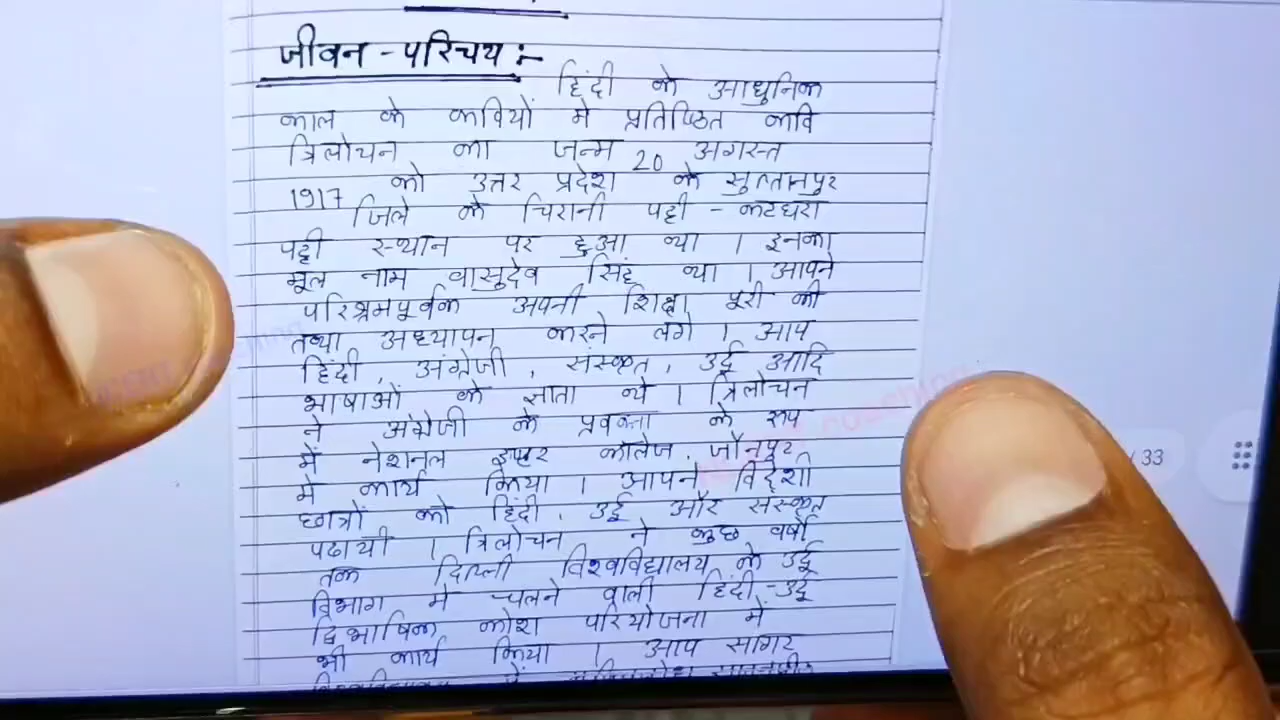 जीवन - परिचय :-
हिंदी के आधुनिक
काल के कवियों मे प्रतिष्ठित कवि
त्रिलोचन का जन्म 20 अगस्त
1917 को उत्तर प्रदेश के सुल्तानपुर
जिले के चिरानी पट्टी - कटघरा
पट्टी स्थान पर हुआ था । इनका
मूल नाम वासुदेव सिंह था । आपने
परिश्रमपूर्वक अपनी शिक्षा पूरी की
तथा अध्यापन करने लगे । आप
हिंदी , अंग्रेजी , संस्कृत , उर्दू आदि
भाषाओं के ज्ञाता थे । त्रिलोचन
ने अंग्रेजी के प्रवक्ता के रूप
में नेशनल इण्टर कॉलेज , जौनपुर
मे कार्य किया । आपने विदेशी
छात्रों को हिंदी , उर्दू और संस्कृत
पढायी । त्रिलोचन ने कुछ वर्षों
तक दिल्ली विश्वविद्यालय के उर्दू
विभाग मे चलने वाली हिंदी-उर्दू
द्विभाषिक कोश परियोजना में
भी कार्य किया । आप सागर
/ 33